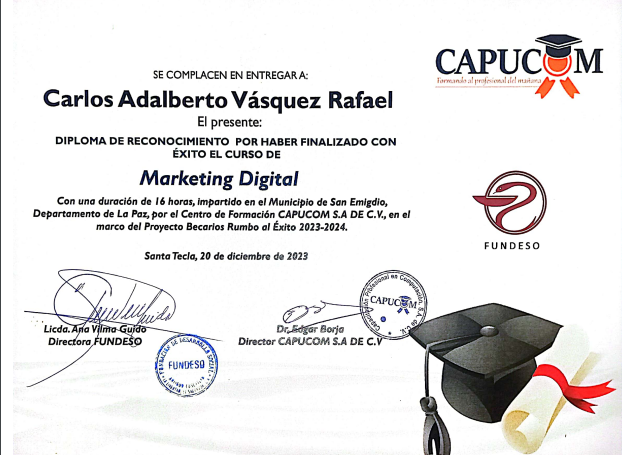 CAPUCOM
Formando al profesional del mañana
SE COMPLACEN EN ENTREGAR A:
Carlos Adalberto Vásquez Rafael
El presente:
DIPLOMA DE RECONOCIMIENTO POR HABER FINALIZADO CON
ÉXITO EL CURSO DE
Marketing Digital
Con una duración de 16 horas, impartido en el Municipio de San Emigdio,
Departamento de La Paz, por el Centro de Formación CAPUCOM S.A DE C.V., en el
marco del Proyecto Becarios Rumbo al Éxito 2023-2024.
FUNDESO
Santa Tecla, 20 de diciembre de 2023
Licda. Ana Vilma Guido
Directora FUNDESO
Dr. Edgar Borja
Director CAPUCOM S.A DE C.V
CAPUCOM
FUNDESO